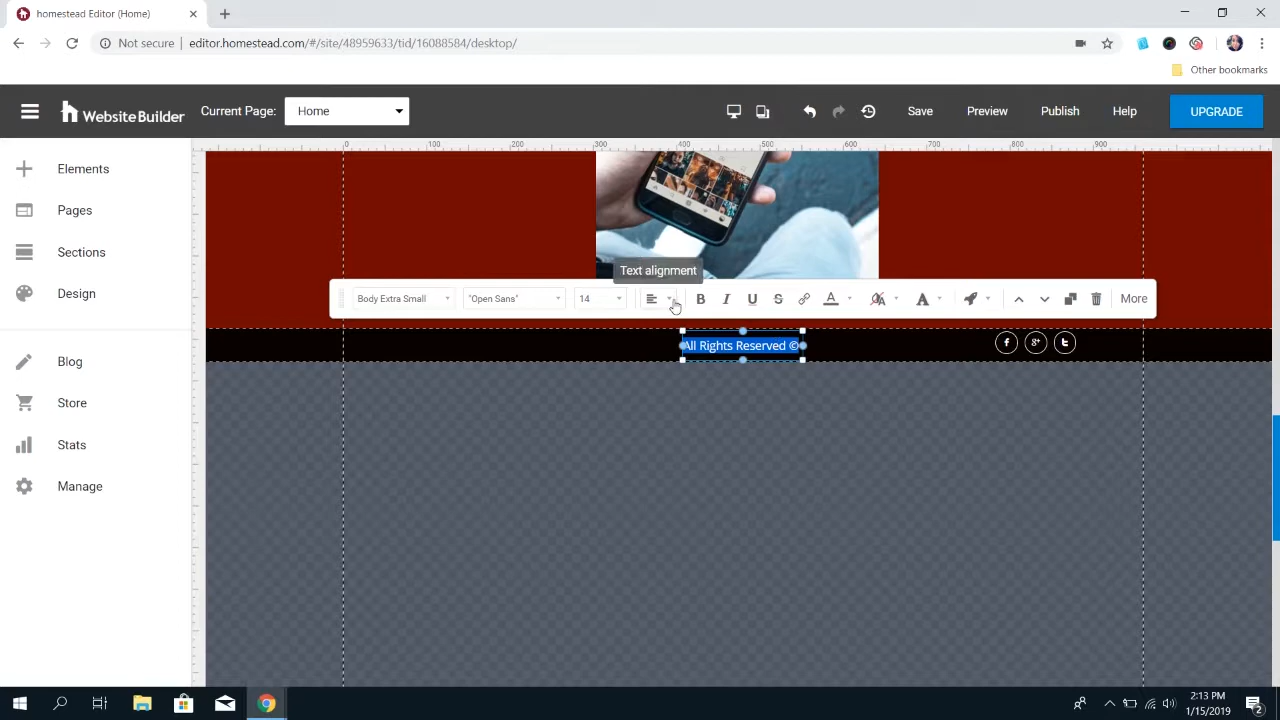 homestead Editor (Home)
Not secure
editor.homestead.com/#/site/48959633/tid/16088584/desktop/
Other bookmarks
WebsiteBuilder
Current Page:
Home
Save
Preview
Publish
Help
UPGRADE
0
100
200
300
400
500
600
700
800
900
Elements
Pages
Sections
Design
Blog
Store
Stats
Manage
Text alignment
Body Extra Small
"Open Sans"
14
B
I
U
S
A
A
More
All Rights Reserved ©
f
g+
t
2:13 PM
1/15/2019
2